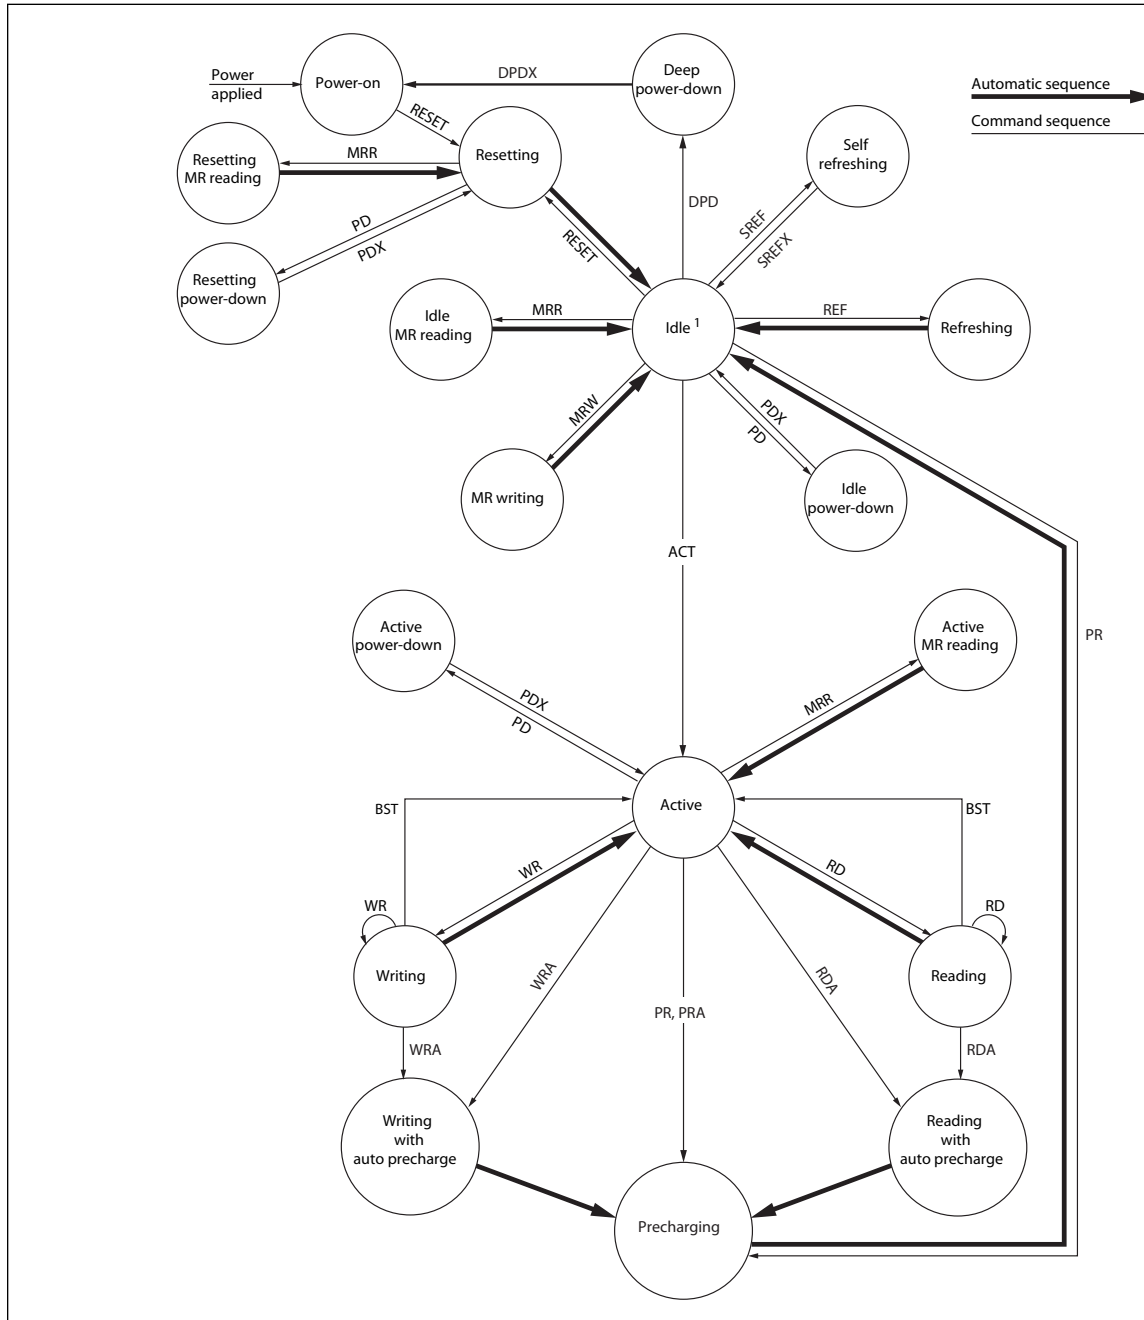 Power
applied
Power-on
DPDX
Deep
power-down
Automatic sequence
Command sequence
RESET
Resetting
MR reading
MRR
Resetting
Self
refreshing
PD
PDX
DPD
SREF
SREFX
RESET
Resetting
power-down
Idle
MR reading
MRR
Idle 1
REF
Refreshing
MRW
PDX
PD
MR writing
Idle
power-down
ACT
Active
power-down
Active
MR reading
PR
PDX
PD
MRR
BST
Active
BST
WR
RD
WR
RD
Writing
Reading
WRA
RDA
PR, PRA
WRA
RDA
Writing
with
auto precharge
Reading
with
auto precharge
Precharging